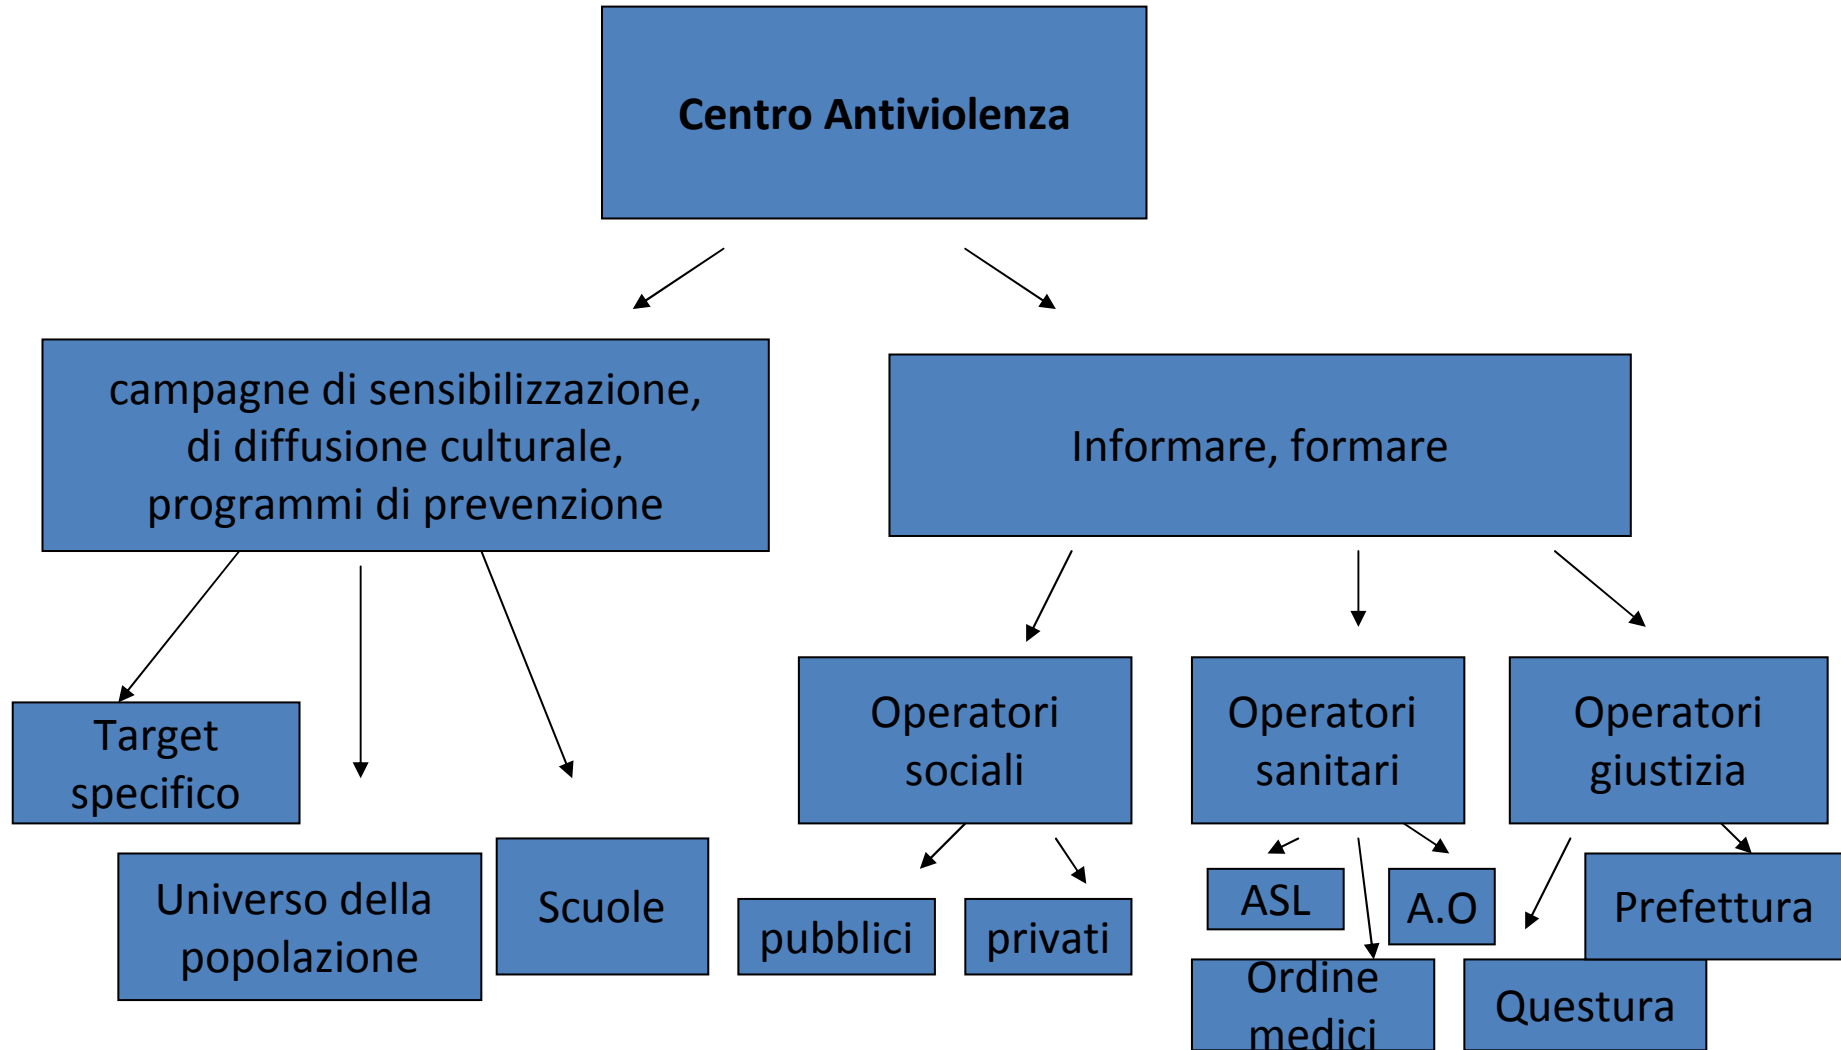 Centro Antiviolenza
campagne di sensibilizzazione,
di diffusione culturale,
programmi di prevenzione
Informare, formare
Target
specifico
Universo della
popolazione
Scuole
Operatori
sociali
Operatori
sanitari
Operatori
giustizia
pubblici
privati
ASL
A.O
Ordine
medici
Prefettura
Questura